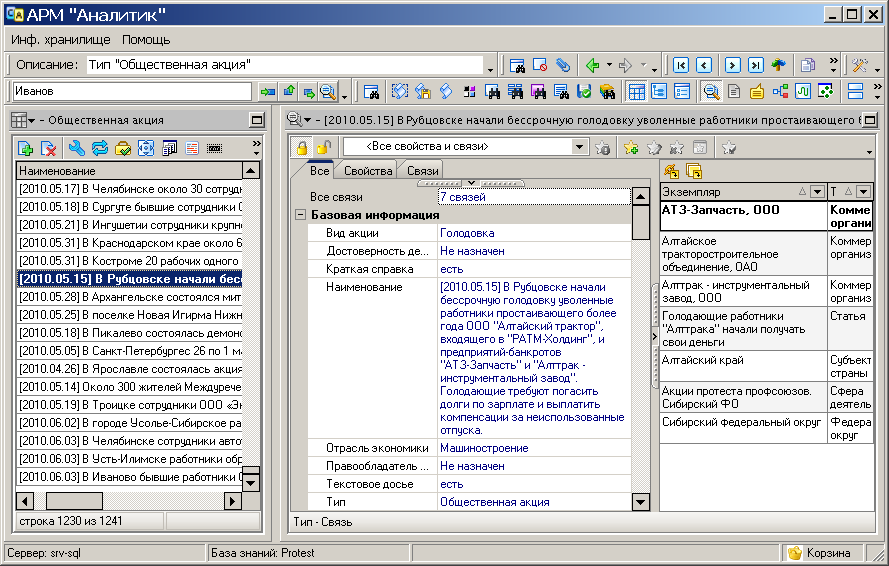 АРМ "Аналитик"
Инф. хранилище Помощь
Описание: Тип "Общественная акция"
Иванов
- Общественная акция
Наименование
[2010.05.17] В Челябинске около 30 сотрудн
[2010.05.18] В Сургуте бывшие сотрудники О
[2010.05.21] В Ингушетии сотрудники крупне
[2010.05.31] В Краснодарском крае около 6
[2010.05.31] В Костроме 20 рабочих одного
[2010.05.15] В Рубцовске начали бесс
[2010.05.28] В Архангельске состоялся мит
[2010.05.25] В поселке Новая Игирма Нижн
[2010.05.18] В Пикалево состоялась демонс
[2010.05.05] В Санкт-Петербургес 26 по 1 ма
[2010.04.26] В Ярославле состоялась акция
[2010.05.14] Около 300 жителей Междурече
[2010.05.19] В Троицке сотрудники ООО «Эн
[2010.06.02] В городе Усолье-Сибирское ра
[2010.06.03] В Челябинске сотрудники авто
[2010.06.03] В Усть-Илимске работники обр
[2010.06.03] В Иваново бывшие работники О
строка 1230 из 1241
- [2010.05.15] В Рубцовске начали бессрочную голодовку уволенные работники простаивающего б
<Все свойства и связи>
Все Свойства Связи
Все связи 7 связей
Базовая информация
Вид акции Голодовка
Достоверность де... Не назначен
Краткая справка есть
Наименование [2010.05.15] В Рубцовске начали
бессрочную голодовку уволенные
работники простаивающего более
года ООО "Алтайский трактор",
входящего в "РАТМ-Холдинг", и
предприятий-банкротов
"АТЗ-Запчасть" и "Алттрак -
инструментальный завод".
Голодающие требуют погасить
долги по зарплате и выплатить
компенсации за неиспользованные
отпуска.
Отрасль экономики Машиностроение
Правообладатель ... Не назначен
Текстовое досье есть
Тип Общественная акция
Тип - Связь
Экземпляр Т
АТЗ-Запчасть, ООО Комме
органи
Алтайское Коммер
тракторостроительное организ
объединение, ОАО
Алттрак - инструментальный Коммер
завод, ООО организ
Голодающие работники Статья
"Алттрака" начали получать
свои деньги
Алтайский край Субъект
страны
Акции протеста профсоюзов. Сфера
Сибирский ФО деятель
Сибирский федеральный округ Федера
округ
Сервер: srv-sql База знаний: Protest Корзина